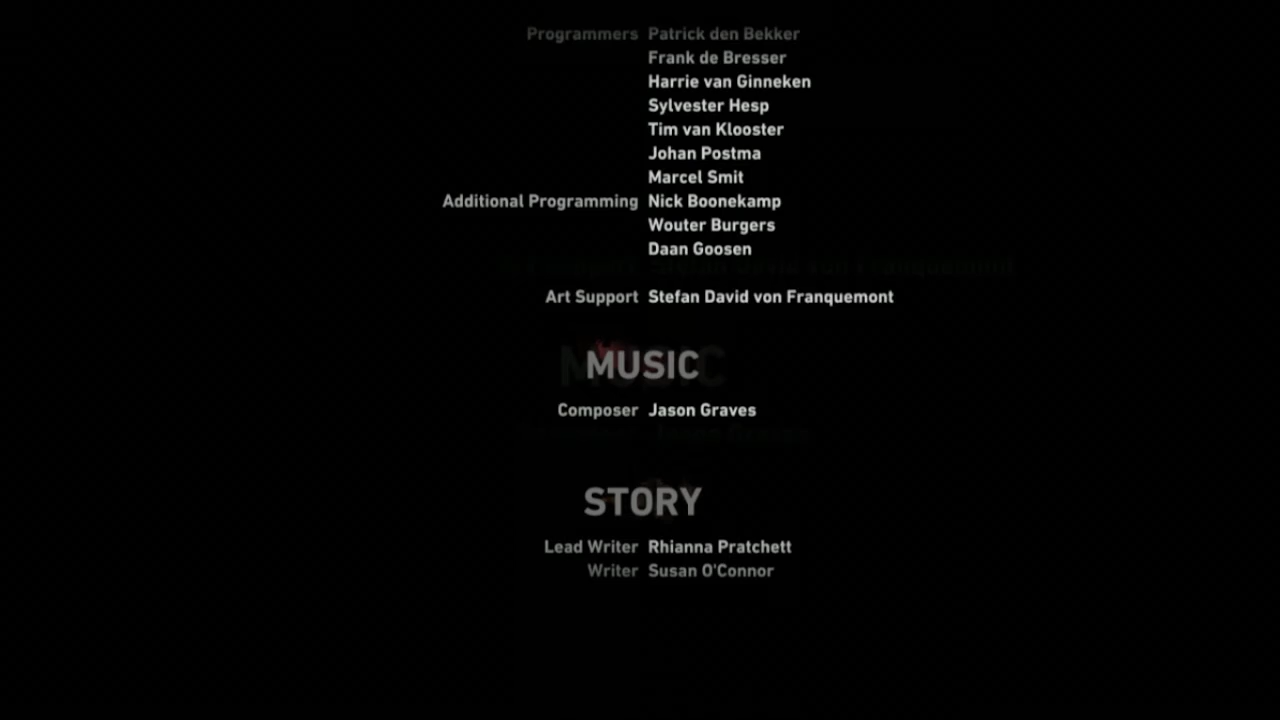 Programmers Patrick den Bekker
Frank de Bresser
Harrie van Ginneken
Sylvester Hesp
Tim van Klooster
Johan Postma
Marcel Smit
Additional Programming Nick Boonekamp
Wouter Burgers
Daan Goosen
Art Support Stefan David von Franquemont
MUSIC
Composer Jason Graves
STORY
Lead Writer Rhianna Pratchett
Writer Susan O'Connor